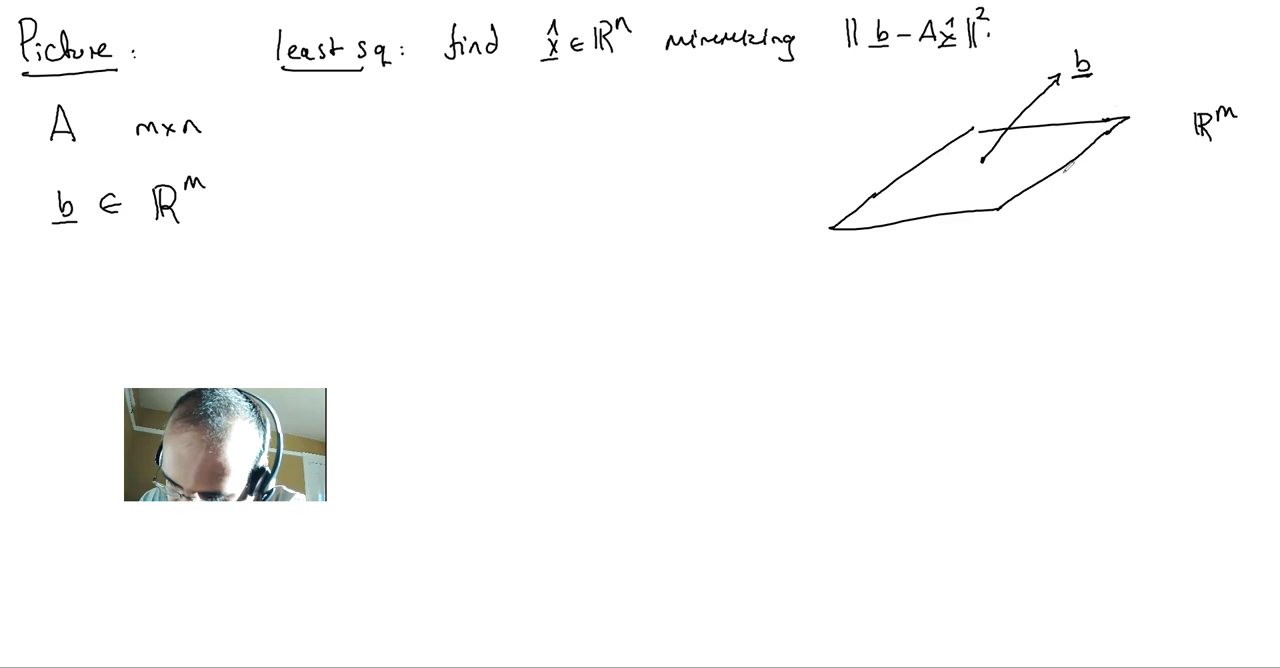 Picture: least sq: find x̂ ∈ ℝⁿ minimizing ‖ b − Ax̂ ‖².
b
A m×n ℝᵐ
b ∈ ℝᵐ